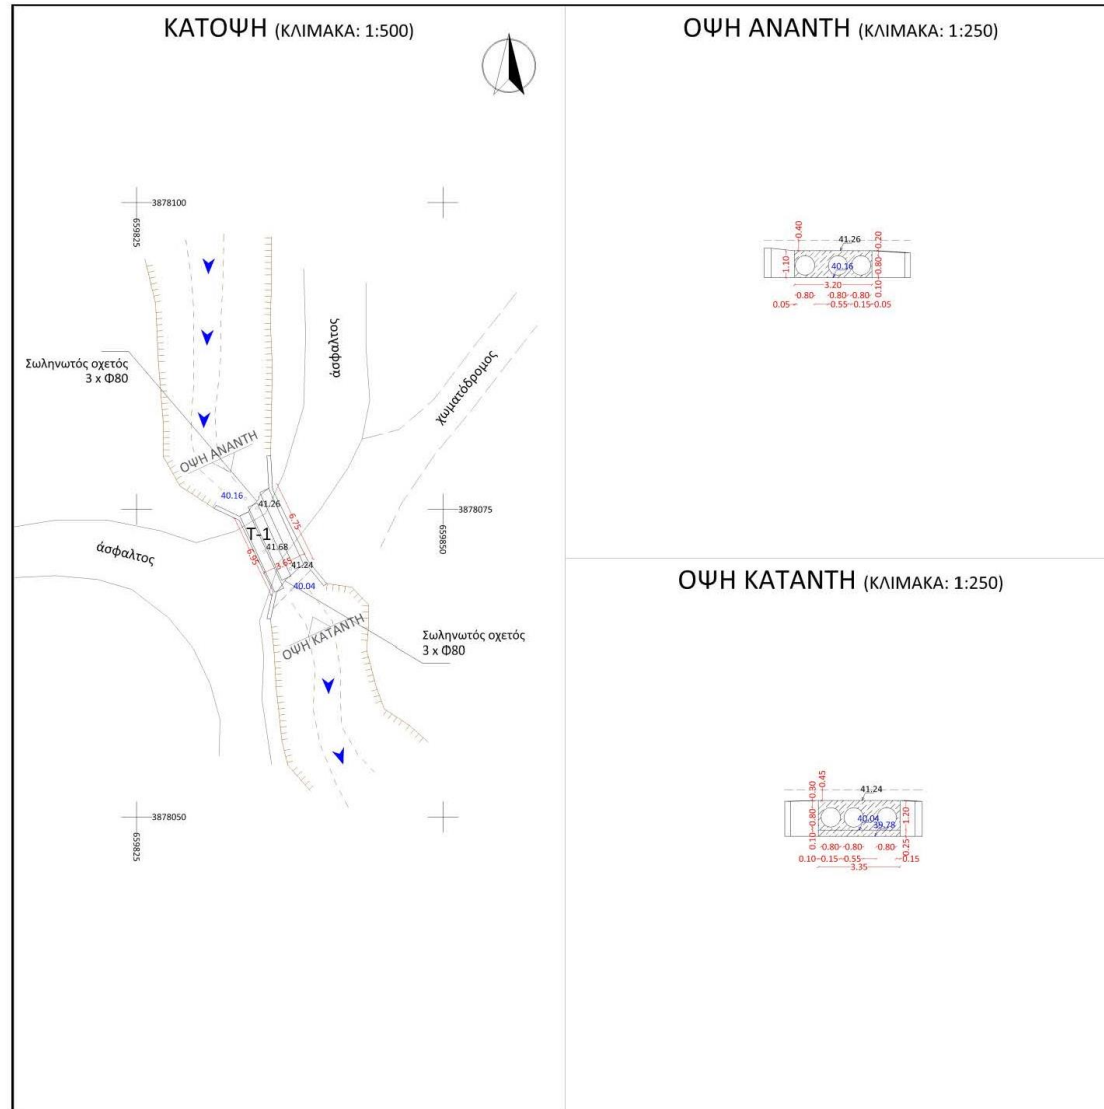 ΚΑΤΟΨΗ (ΚΛΙΜΑΚΑ: 1:500)
3878100
659825
Σωληνωτός οχετός
3 x Φ80
άσφαλτος
χωματόδρομος
ΟΨΗ ΑΝΑΝΤΗ
40.16
41.26
T-1
6.75
41.68
6.95
3.65
41.24
40.04
3878075
659850
άσφαλτος
ΟΨΗ ΚΑΤΑΝΤΗ
Σωληνωτός οχετός
3 x Φ80
3878050
659825
ΟΨΗ ΑΝΑΝΤΗ (ΚΛΙΜΑΚΑ: 1:250)
0.40
41.26
0.20
1.10
40.16
0.80
0.10
3.20
0.80 0.80 0.80
0.05 0.55 0.15 0.05
ΟΨΗ ΚΑΤΑΝΤΗ (ΚΛΙΜΑΚΑ: 1:250)
0.45
0.30
41.24
0.80
40.04
1.20
39.78
0.10
0.25
0.80 0.80 0.80
0.10 0.15 0.55 0.15
3.35